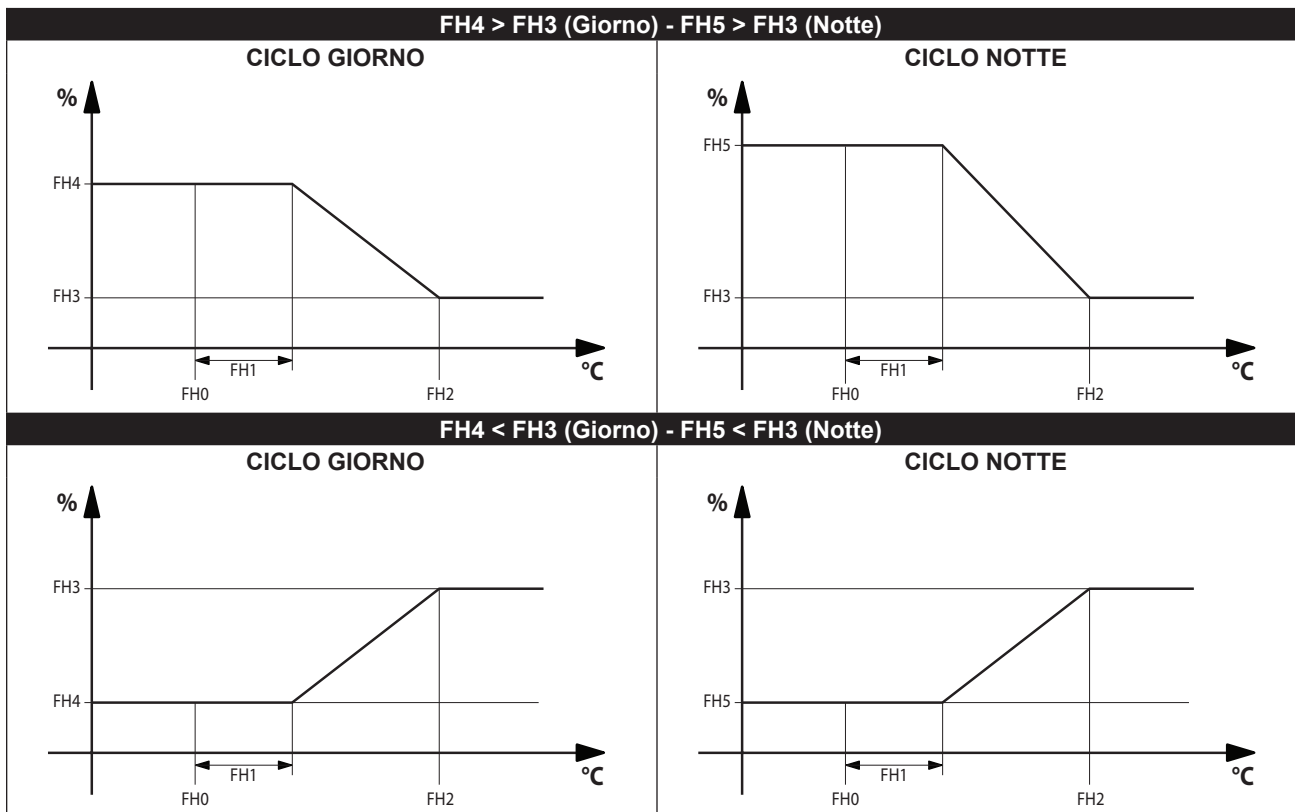 FH4 > FH3 (Giorno) - FH5 > FH3 (Notte)
CICLO GIORNO
%
FH4
FH3
FH1
°C
FH0
FH2
CICLO NOTTE
%
FH5
FH3
FH1
°C
FH0
FH2
FH4 < FH3 (Giorno) - FH5 < FH3 (Notte)
CICLO GIORNO
%
FH3
FH4
FH1
°C
FH0
FH2
CICLO NOTTE
%
FH3
FH5
FH1
°C
FH0
FH2